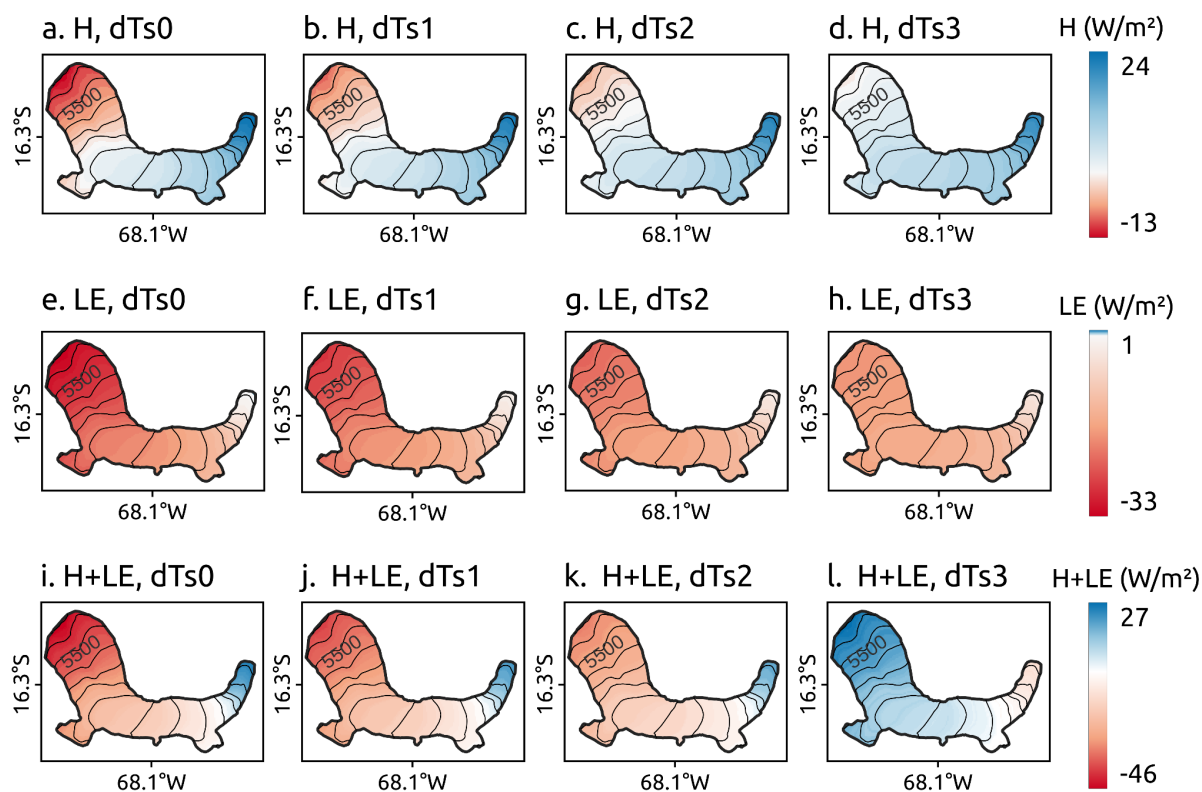 a. H, dTs0
b. H, dTs1
c. H, dTs2
d. H, dTs3
H (W/m²)
5500
5500
5500
5500
24
-13
16.3°S
16.3°S
16.3°S
16.3°S
68.1°W
68.1°W
68.1°W
68.1°W
e. LE, dTs0
f. LE, dTs1
g. LE, dTs2
h. LE, dTs3
LE (W/m²)
5500
5500
5500
5500
1
-33
16.3°S
16.3°S
16.3°S
16.3°S
68.1°W
68.1°W
68.1°W
68.1°W
i. H+LE, dTs0
j. H+LE, dTs1
k. H+LE, dTs2
l. H+LE, dTs3
H+LE (W/m²)
5500
5500
5500
5500
27
-46
16.3°S
16.3°S
16.3°S
16.3°S
68.1°W
68.1°W
68.1°W
68.1°W